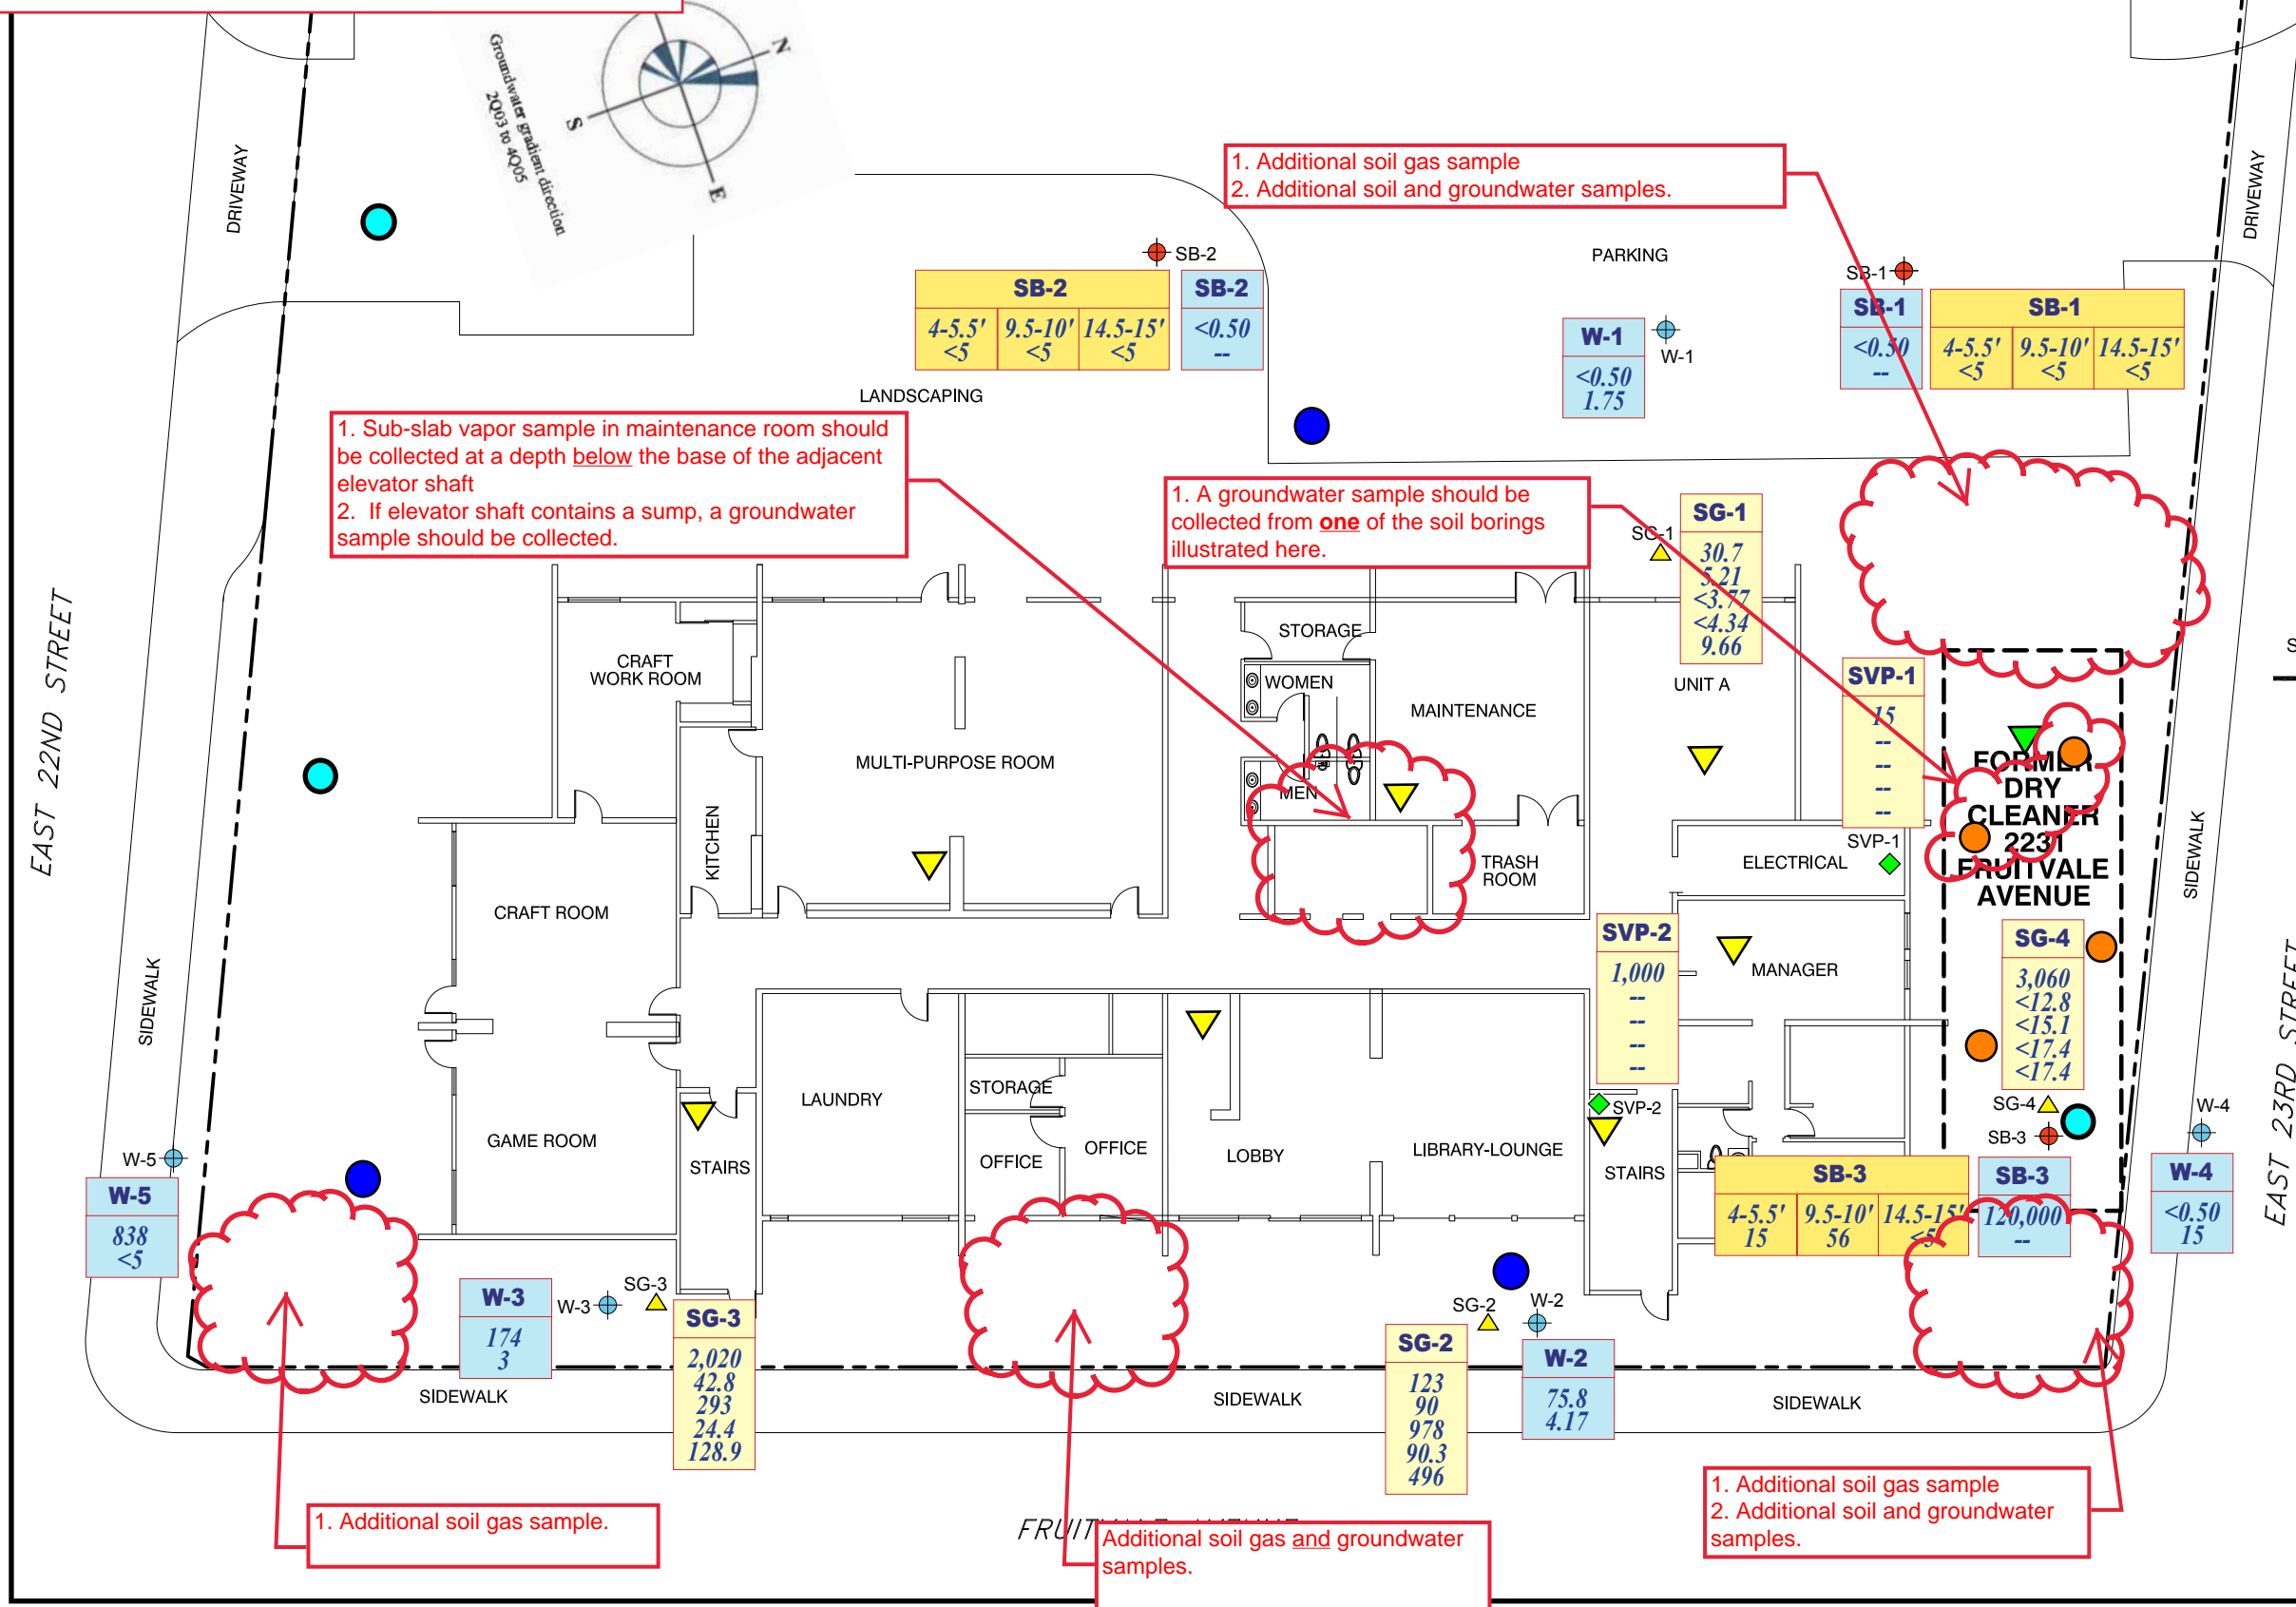 Groundwater gradient direction
2Q03 to 4Q05
N
S
E
DRIVEWAY
DRIVEWAY
1. Additional soil gas sample
2. Additional soil and groundwater samples.
PARKING
SB-2
SB-2
4-5.5' 9.5-10' 14.5-15'
<5 <5 <5
SB-2
<0.50
--
W-1
<0.50
1.75
W-1
SB-1
SB-1
<0.50
--
SB-1
4-5.5' 9.5-10' 14.5-15'
<5 <5 <5
LANDSCAPING
1. Sub-slab vapor sample in maintenance room should
be collected at a depth below the base of the adjacent
elevator shaft
2. If elevator shaft contains a sump, a groundwater
sample should be collected.
1. A groundwater sample should be
collected from one of the soil borings
illustrated here.
SG-1
SG-1
30.7
5.21
<3.77
<4.34
9.66
EAST 22ND STREET
CRAFT
WORK ROOM
STORAGE
WOMEN
MEN
MAINTENANCE
UNIT A
SVP-1
15
--
--
--
--
SVP-1
MULTI-PURPOSE ROOM
KITCHEN
TRASH
ROOM
ELECTRICAL
FORMER
DRY
CLEANER
2231
FRUITVALE
AVENUE
SIDEWALK
CRAFT ROOM
SVP-2
1,000
--
--
--
--
SVP-2
MANAGER
SG-4
3,060
<12.8
<15.1
<17.4
<17.4
SG-4
SB-3
SIDEWALK
EAST 23RD STREET
LAUNDRY
STORAGE
GAME ROOM
STAIRS
OFFICE
OFFICE
LOBBY
LIBRARY-LOUNGE
STAIRS
SB-3
4-5.5' 9.5-10' 14.5-15'
15 56 <5
SB-3
120,000
--
W-4
W-4
<0.50
15
W-5
W-5
838
<5
W-3
174
3
W-3
SG-3
SG-3
2,020
42.8
293
24.4
128.9
SG-2
SG-2
123
90
978
90.3
496
W-2
W-2
75.8
4.17
SIDEWALK
SIDEWALK
SIDEWALK
1. Additional soil gas sample.
FRUIT
Additional soil gas and groundwater
samples.
1. Additional soil gas sample
2. Additional soil and groundwater
samples.